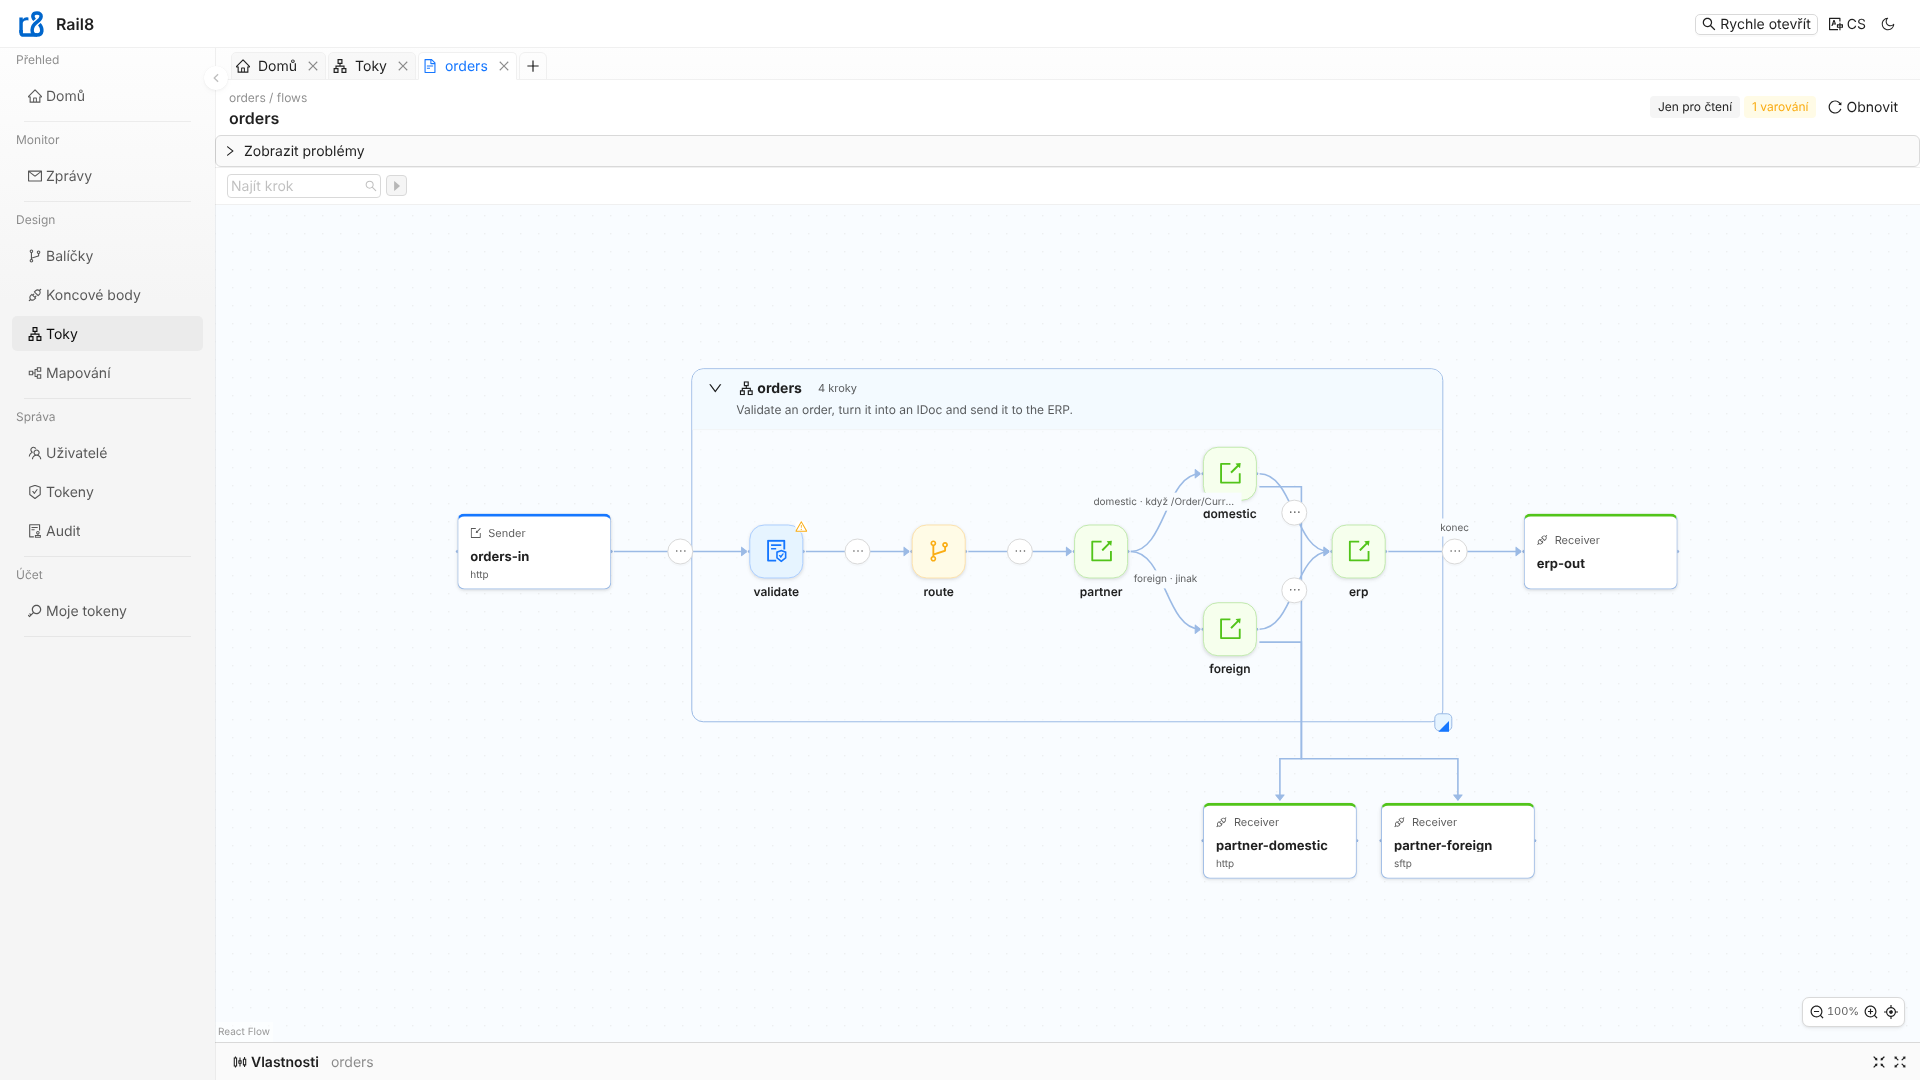 Rail8
Rychle otevřít
CS
Přehled
Domů
Monitor
Zprávy
Design
Balíčky
Koncové body
Toky
Mapování
Správa
Uživatelé
Tokeny
Audit
Účet
Moje tokeny
Domů
Toky
orders
orders / flows
orders
Jen pro čtení
1 varování
Obnovit
Zobrazit problémy
Najít krok
orders
4 kroky
Validate an order, turn it into an IDoc and send it to the ERP.
Sender
orders-in
http
validate
route
partner
domestic · když /Order/Curr...
domestic
foreign · jinak
foreign
erp
konec
Receiver
erp-out
Receiver
partner-domestic
http
Receiver
partner-foreign
sftp
100%
React Flow
Vlastnosti
orders